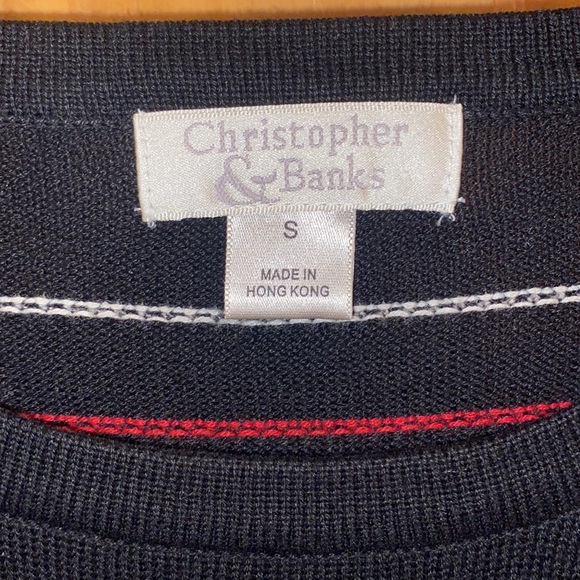 Christopher
& Banks
S
MADE IN
HONG KONG